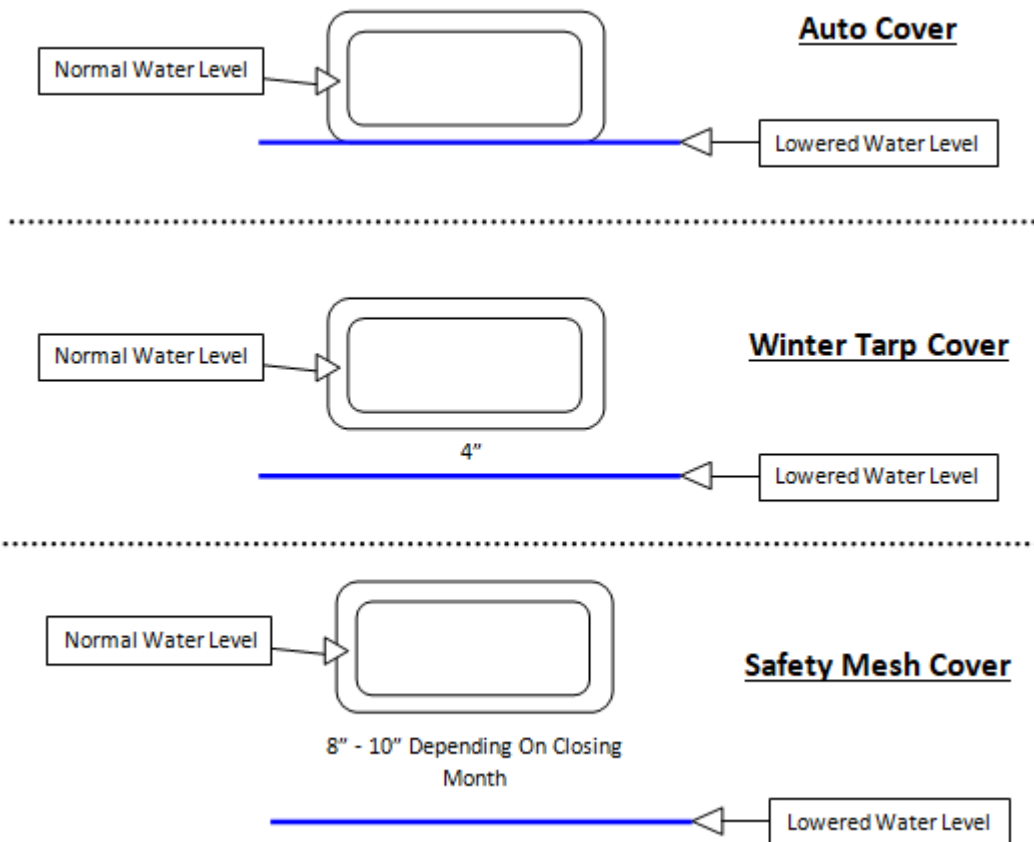 Auto Cover
Normal Water Level
Lowered Water Level
Normal Water Level
Winter Tarp Cover
4”
Lowered Water Level
Normal Water Level
Safety Mesh Cover
8” - 10” Depending On Closing
Month
Lowered Water Level